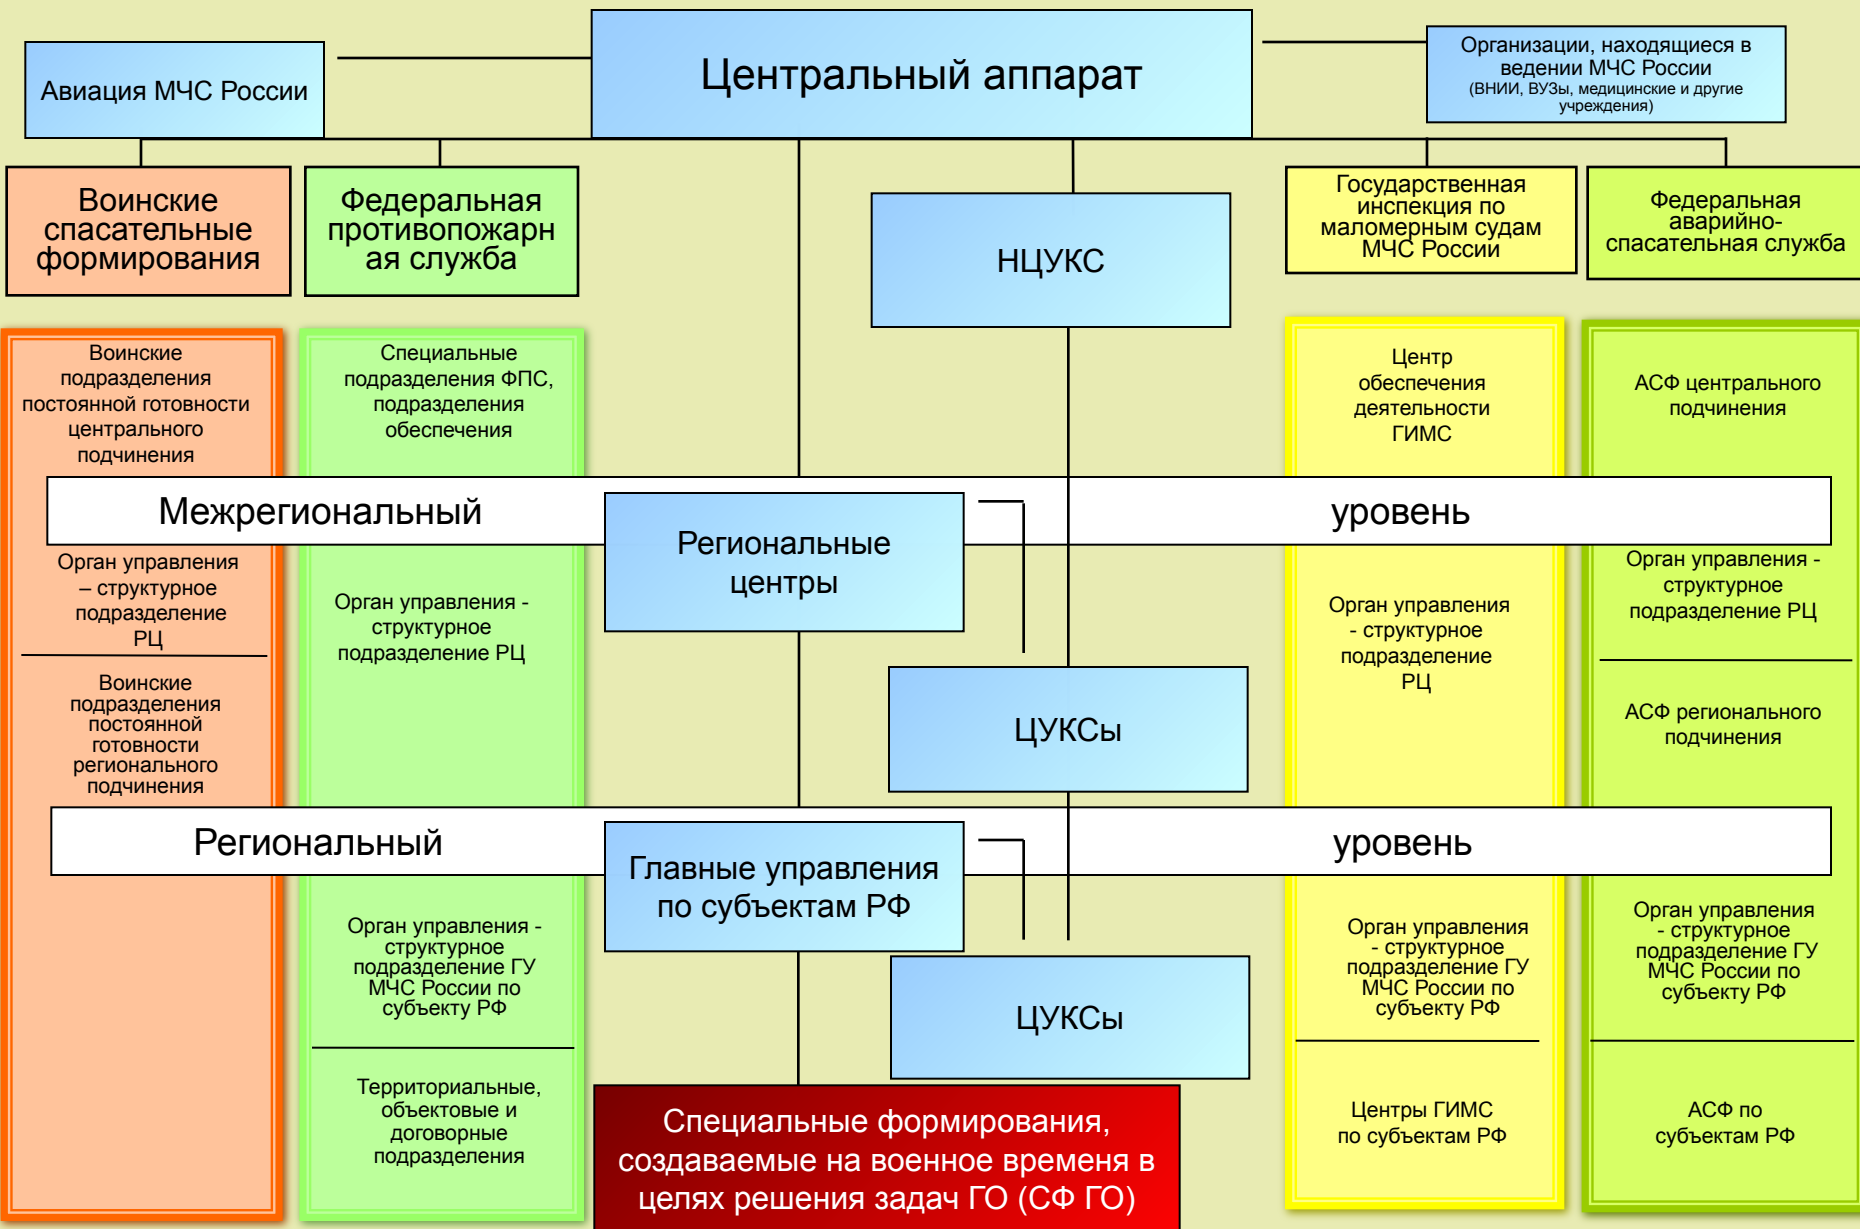 Авиация МЧС России
Центральный аппарат
Организации, находящиеся в
ведении МЧС России
(ВНИИ, ВУЗы, медицинские и другие
учреждения)
Воинские
спасательные
формирования
Федеральная
противопожарн
ая служба
НЦУКС
Государственная
инспекция по
маломерным судам
МЧС России
Федеральная
аварийно-
спасательная служба
Воинские
подразделения
постоянной готовности
центрального
подчинения
Специальные
подразделения ФПС,
подразделения
обеспечения
Центр
обеспечения
деятельности
ГИМС
АСФ центрального
подчинения
Межрегиональный
уровень
Региональные
центры
Орган управления
– структурное
подразделение
РЦ
Орган управления -
структурное
подразделение РЦ
Орган управления
- структурное
подразделение
РЦ
Орган управления -
структурное
подразделение РЦ
Воинские
подразделения
постоянной
готовности
регионального
подчинения
ЦУКСы
АСФ регионального
подчинения
Региональный
уровень
Главные управления
по субъектам РФ
Орган управления -
структурное
подразделение ГУ
МЧС России по
субъекту РФ
ЦУКСы
Орган управления
- структурное
подразделение ГУ
МЧС России по
субъекту РФ
Орган управления
- структурное
подразделение ГУ
МЧС России по
субъекту РФ
Территориальные,
объектовые и
договорные
подразделения
Специальные формирования,
создаваемые на военное временя в
целях решения задач ГО (СФ ГО)
Центры ГИМС
по субъектам РФ
АСФ по
субъектам РФ